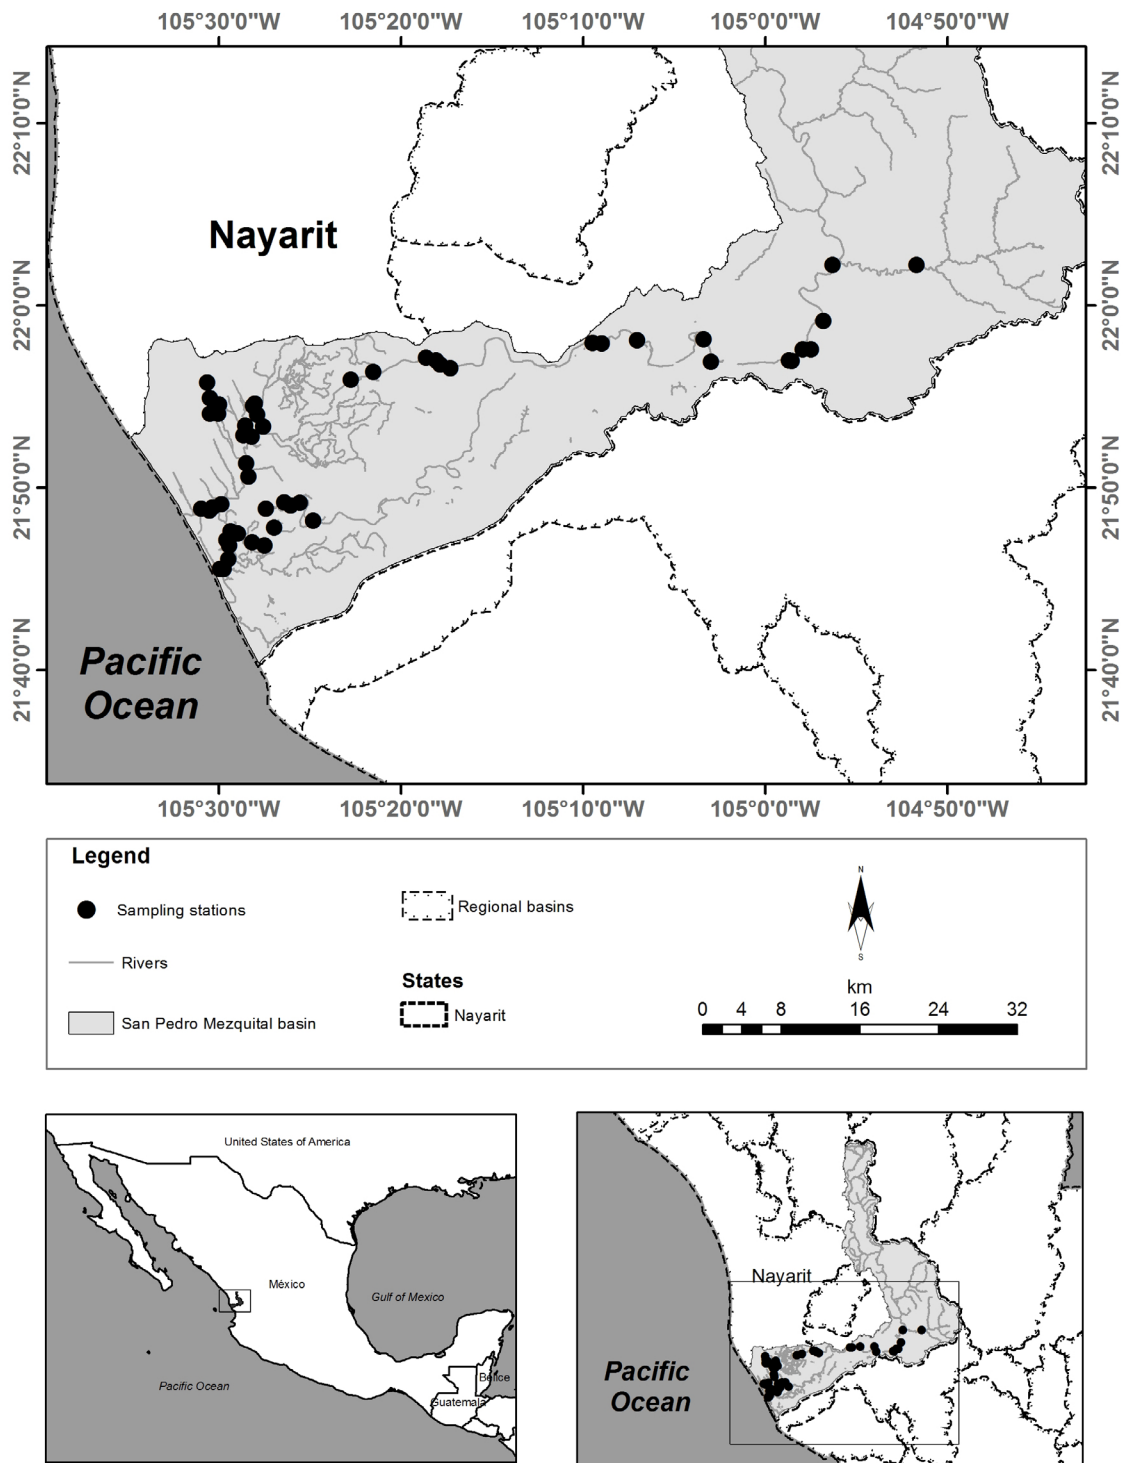 105°30'0"W 105°20'0"W 105°10'0"W 105°0'0"W 104°50'0"W
22°10'0"N 22°10'0"N
Nayarit
22°0'0"N 22°0'0"N
21°50'0"N 21°50'0"N
21°40'0"N 21°40'0"N
Pacific
Ocean
105°30'0"W 105°20'0"W 105°10'0"W 105°0'0"W 104°50'0"W
Legend
Sampling stations
Rivers
San Pedro Mezquital basin
Regional basins
States
Nayarit
N
S
km
0 4 8 16 24 32
United States of America
México
Gulf of Mexico
Pacific Ocean
Belice
Guatemala
Nayarit
Pacific
Ocean